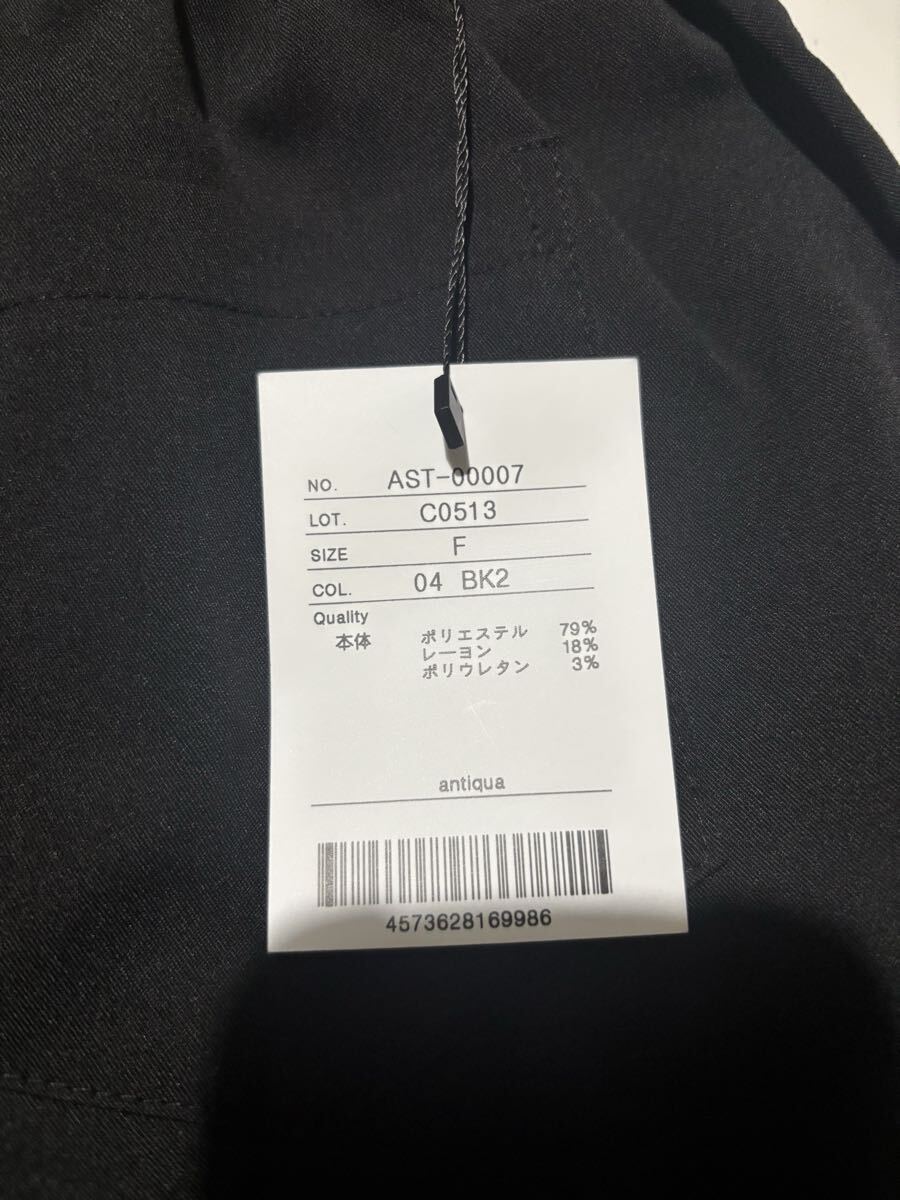 NO. AST-00007
LOT. C0513
SIZE F
COL. 04 BK2
Quality
本体 ポリエステル 79%
レーヨン 18%
ポリウレタン 3%
antiqua
4573628169986